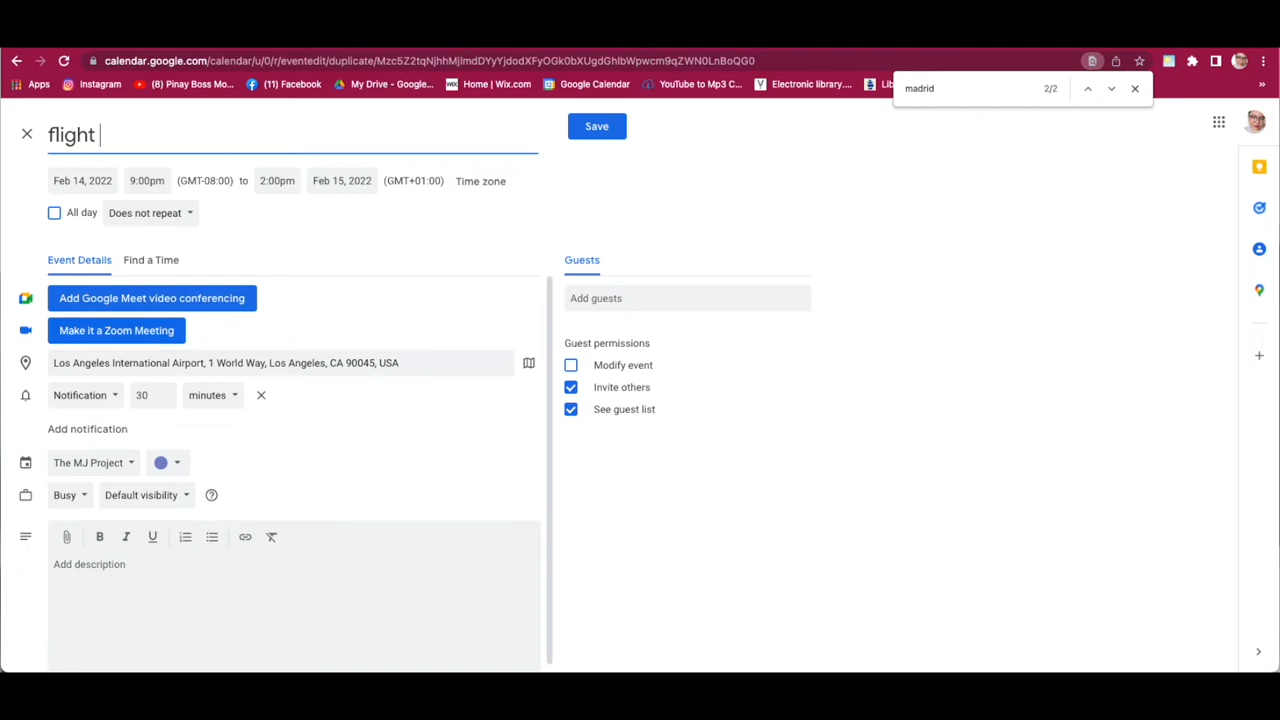 calendar.google.com/calendar/u/0/r/eventedit/duplicate/Mzc5Z2tqNjhhMjlmdDYyYjdodXFyOGk0bXUgdGhlbWpwcm9qZWN0LnBoQG0
Apps Instagram (8) Pinay Boss Mo... (11) Facebook My Drive - Google... Home | Wix.com Google Calendar YouTube to Mp3 C... Electronic library.... Lib »
madrid 2/2
flight
Save
Feb 14, 2022 9:00pm (GMT-08:00) to 2:00pm Feb 15, 2022 (GMT+01:00) Time zone
All day Does not repeat
Event Details Find a Time
Guests
Add Google Meet video conferencing
Add guests
Make it a Zoom Meeting
Guest permissions
Los Angeles International Airport, 1 World Way, Los Angeles, CA 90045, USA
Modify event
Notification 30 minutes
Invite others
See guest list
Add notification
The MJ Project
Busy Default visibility
B I U
Add description